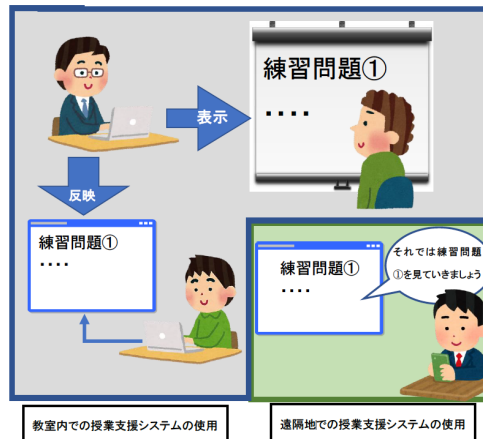 練習問題①
・・・・
表示
反映
練習問題①
・・・・
練習問題①
・・・・
それでは練習問題
①を見ていきましょう
教室内での授業支援システムの使用
遠隔地での授業支援システムの使用